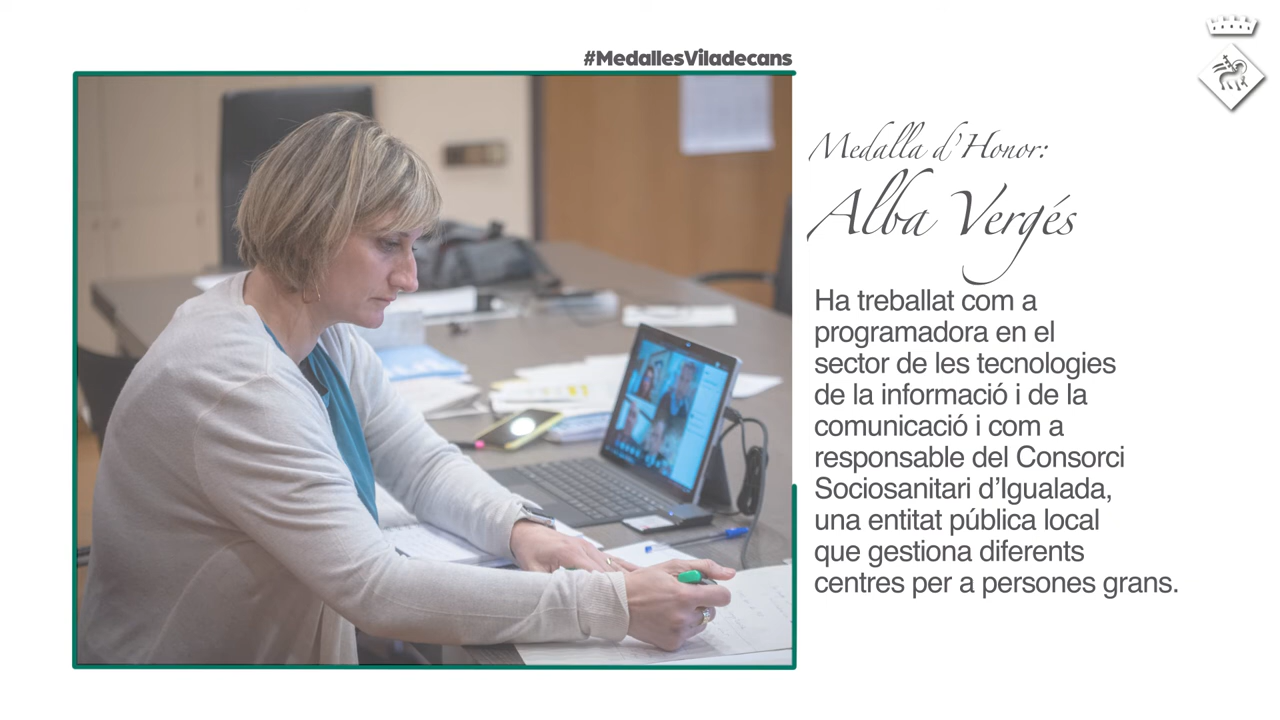 #MedallesViladecans
Medalla d’Honor:
Alba Vergés
Ha treballat com a
programadora en el
sector de les tecnologies
de la informació i de la
comunicació i com a
responsable del Consorci
Sociosanitari d’Igualada,
una entitat pública local
que gestiona diferents
centres per a persones grans.